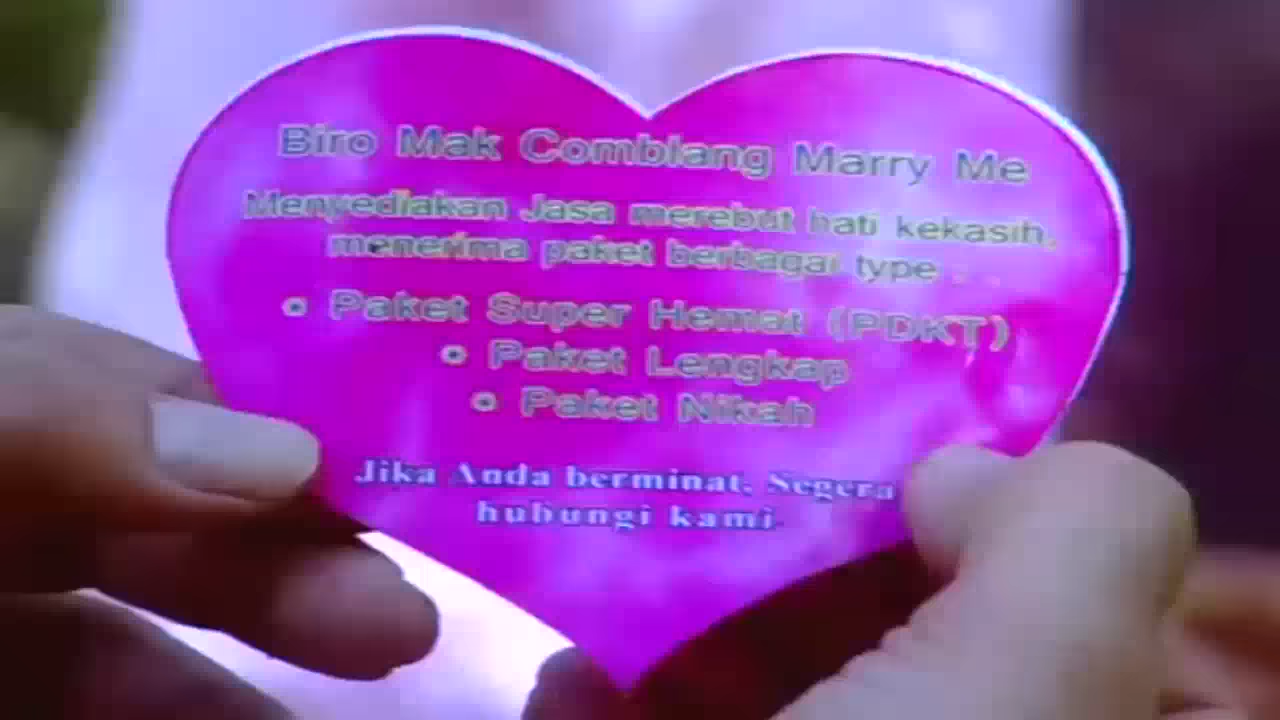 Biro Mak Comblang Marry Me
Menyediakan Jasa merebut hati kekasih,
menerima paket berbagai type . . .
• Paket Super Hemat (PDKT)
• Paket Lengkap
• Paket Nikah
Jika Anda berminat, Segera
hubungi kami.